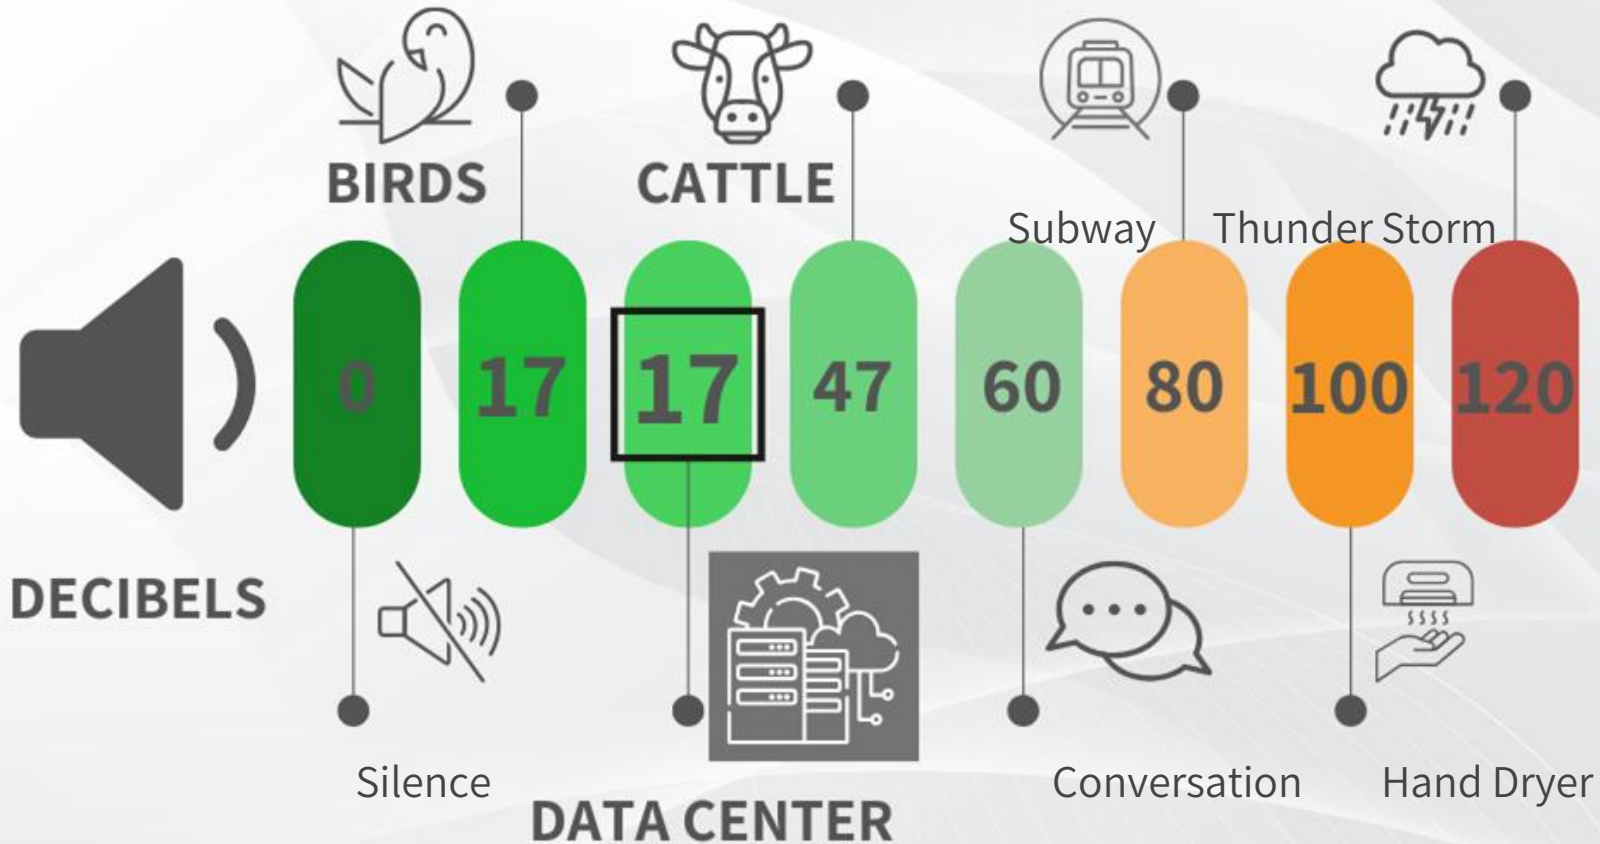 BIRDS
CATTLE
Subway
Thunder Storm
0
17
17
47
60
80
100
120
DECIBELS
Silence
DATA CENTER
Conversation
Hand Dryer